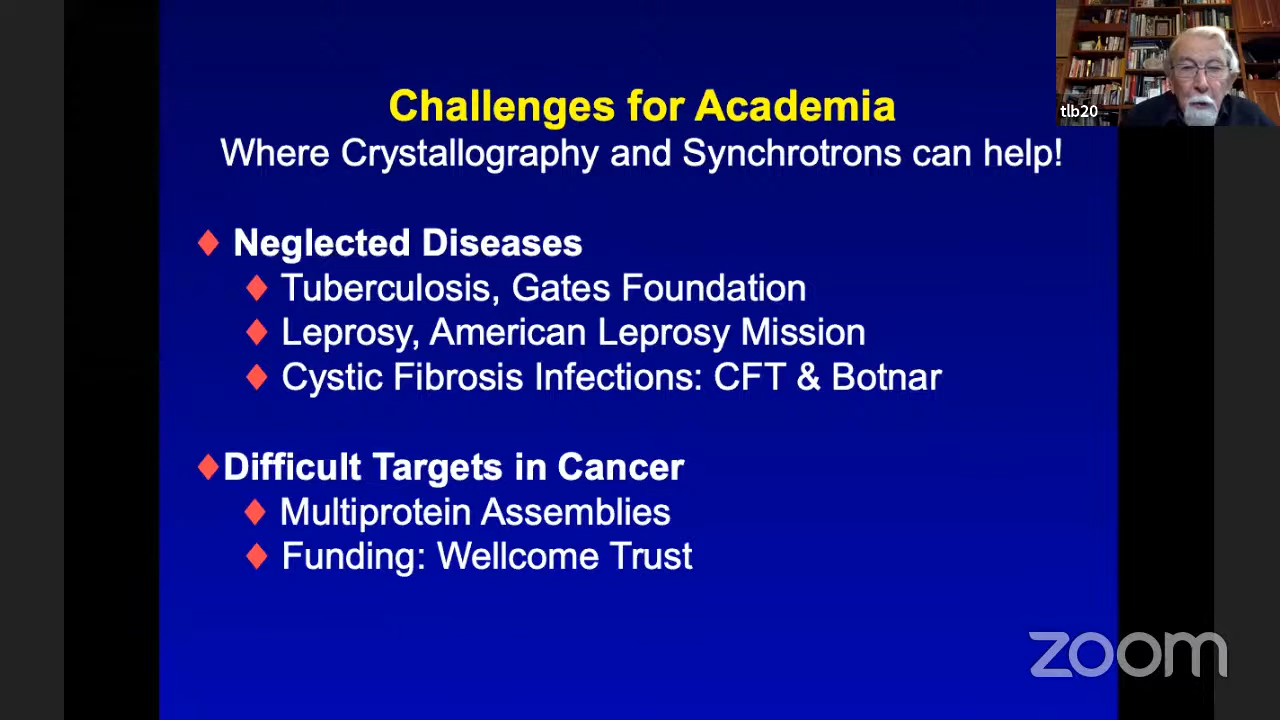 Challenges for Academia
Where Crystallography and Synchrotrons can help!
Neglected Diseases
Tuberculosis, Gates Foundation
Leprosy, American Leprosy Mission
Cystic Fibrosis Infections: CFT & Botnar
Difficult Targets in Cancer
Multiprotein Assemblies
Funding: Wellcome Trust
tlb20
zoom